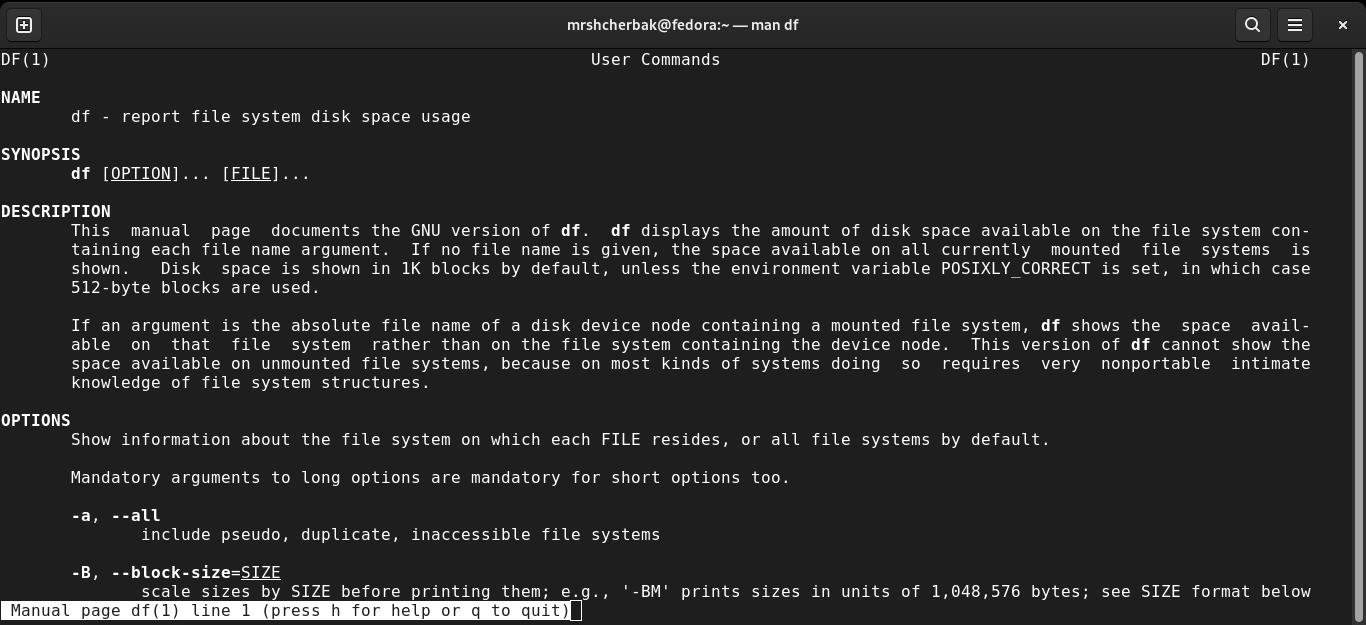 mrshcherbak@fedora:~ — man df
DF(1) User Commands DF(1)
NAME
df - report file system disk space usage
SYNOPSIS
df [OPTION]... [FILE]...
DESCRIPTION
This manual page documents the GNU version of df. df displays the amount of disk space available on the file system con-
taining each file name argument. If no file name is given, the space available on all currently mounted file systems is
shown. Disk space is shown in 1K blocks by default, unless the environment variable POSIXLY_CORRECT is set, in which case
512-byte blocks are used.
If an argument is the absolute file name of a disk device node containing a mounted file system, df shows the space avail-
able on that file system rather than on the file system containing the device node. This version of df cannot show the
space available on unmounted file systems, because on most kinds of systems doing so requires very nonportable intimate
knowledge of file system structures.
OPTIONS
Show information about the file system on which each FILE resides, or all file systems by default.
Mandatory arguments to long options are mandatory for short options too.
-a, --all
include pseudo, duplicate, inaccessible file systems
-B, --block-size=SIZE
scale sizes by SIZE before printing them; e.g., '-BM' prints sizes in units of 1,048,576 bytes; see SIZE format below
Manual page df(1) line 1 (press h for help or q to quit)